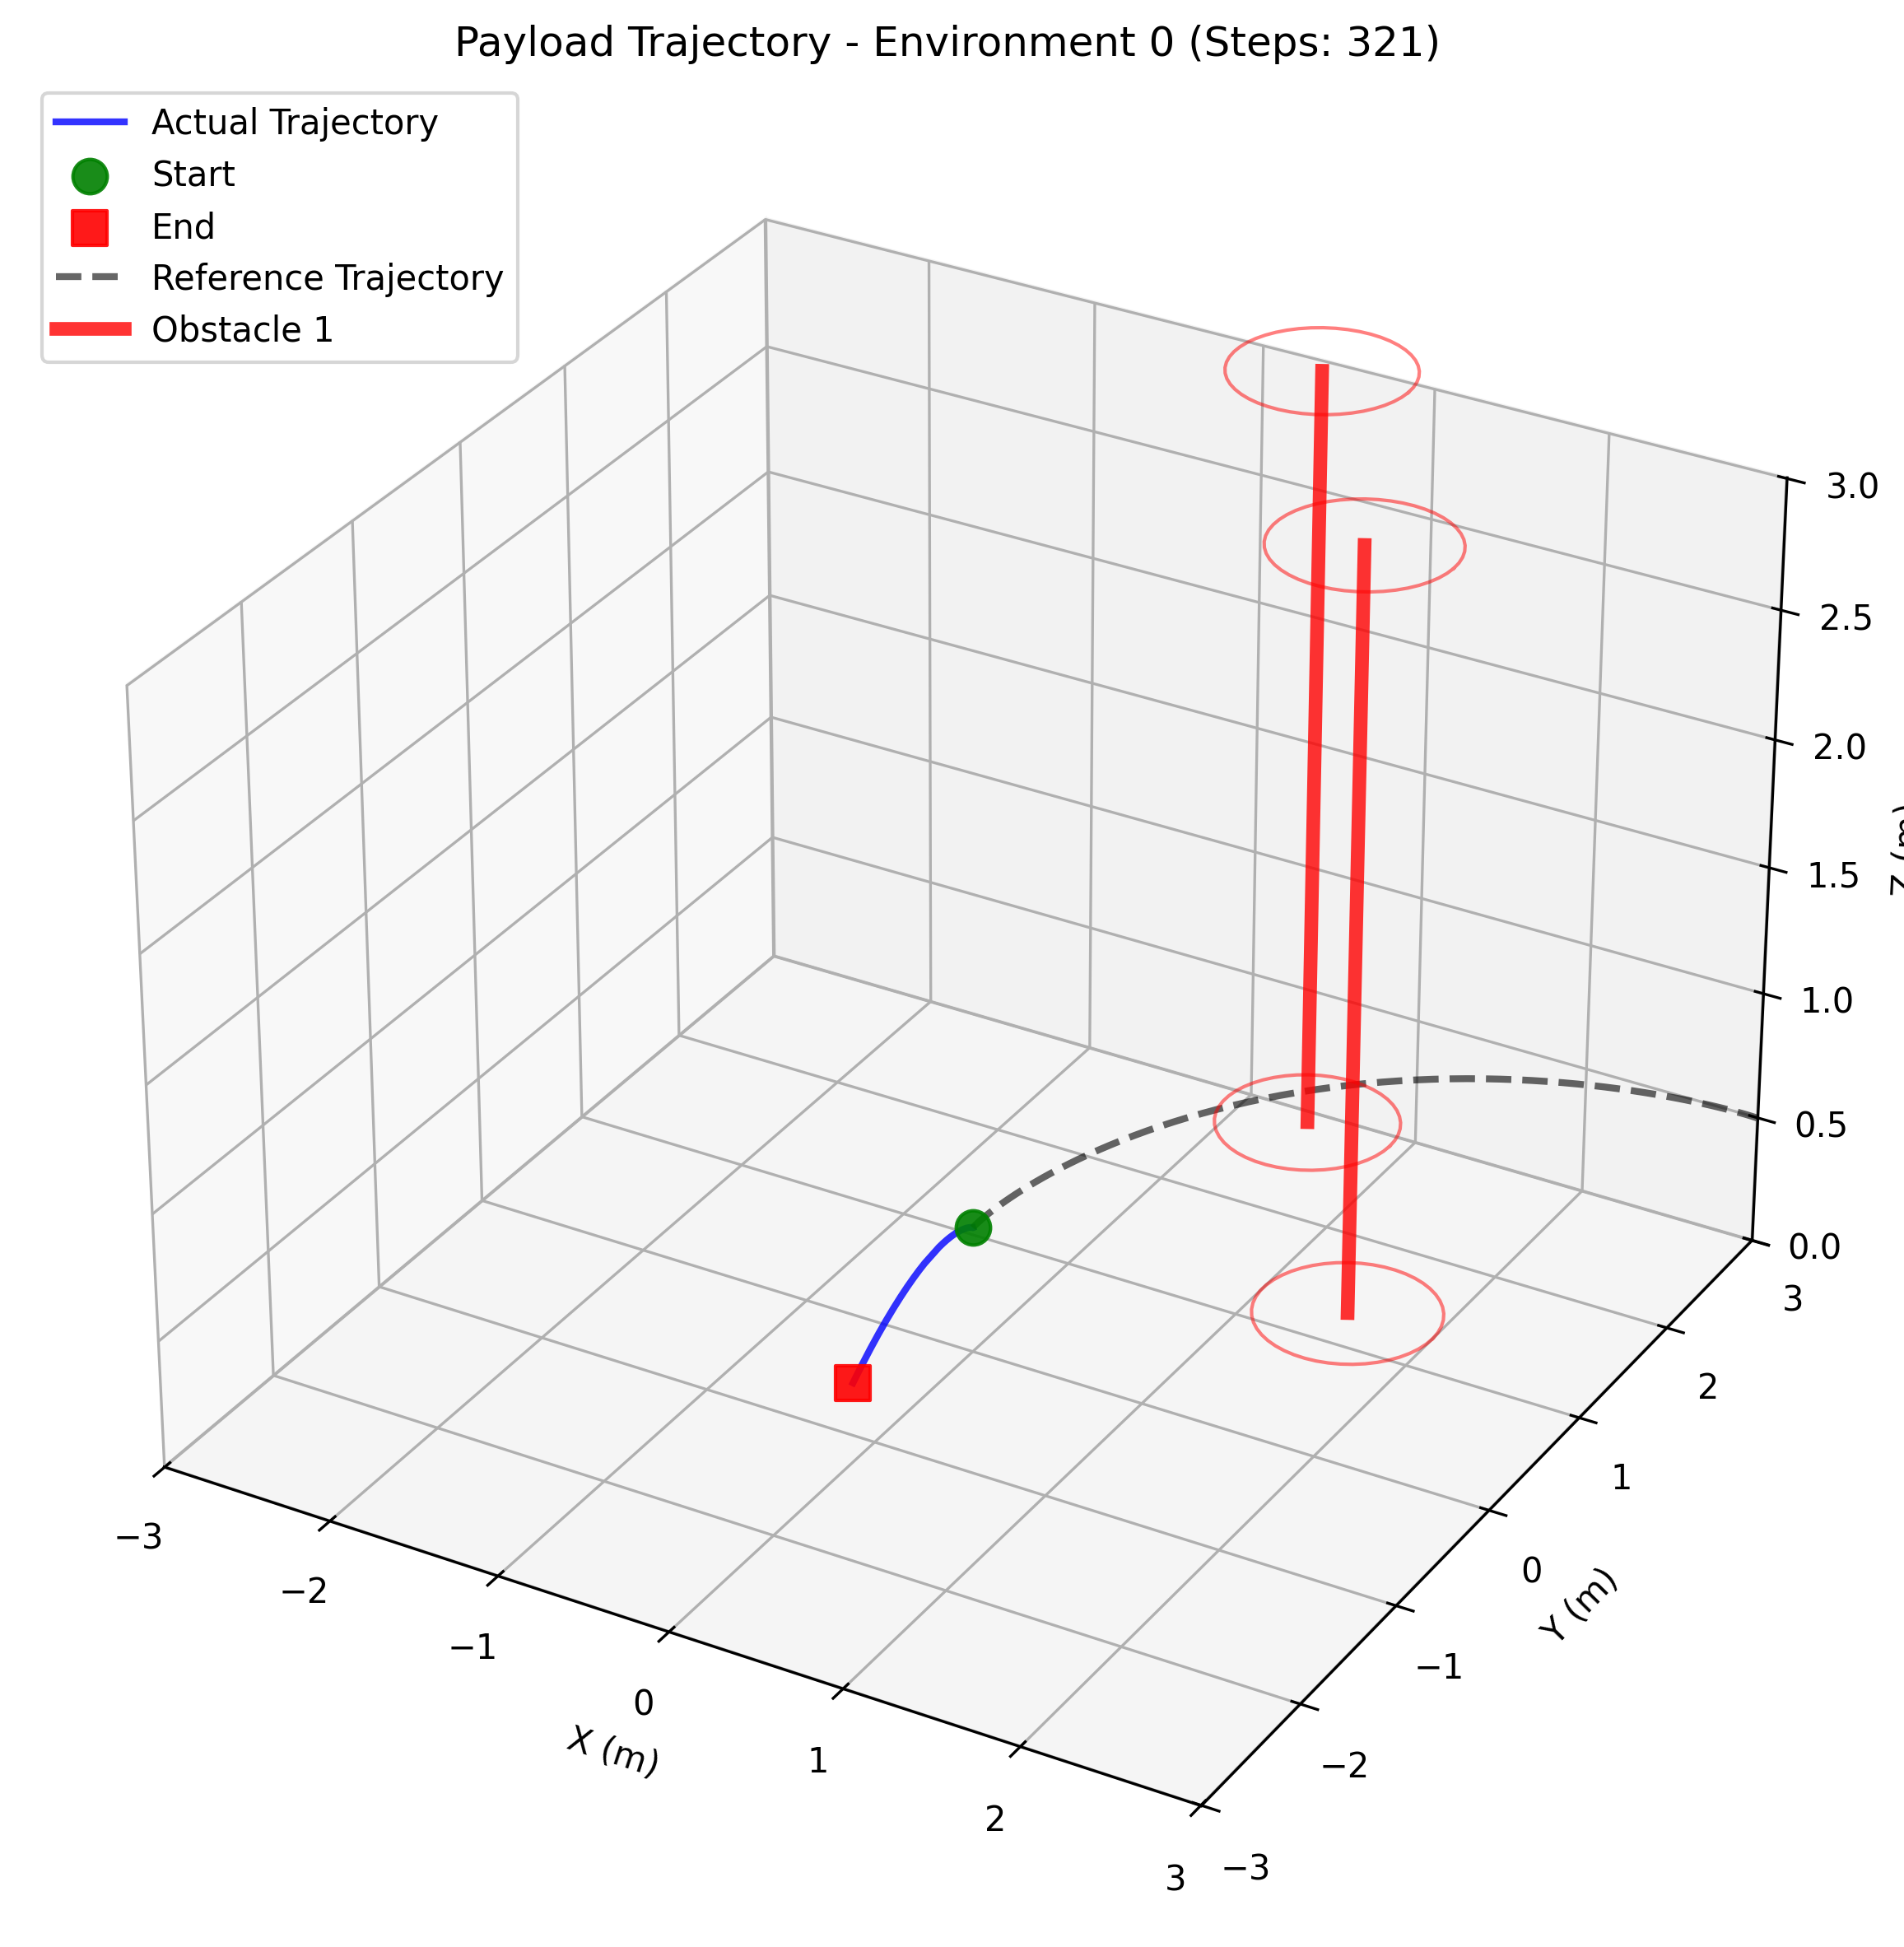 Payload Trajectory - Environment 0 (Steps: 321)
Actual Trajectory
Start
End
Reference Trajectory
Obstacle 1
3.0
2.5
2.0
1.5
1.0
0.5
0.0
3
2
1
0
−1
−2
−3
Y (m)
−3
−2
−1
0
1
2
3
X (m)